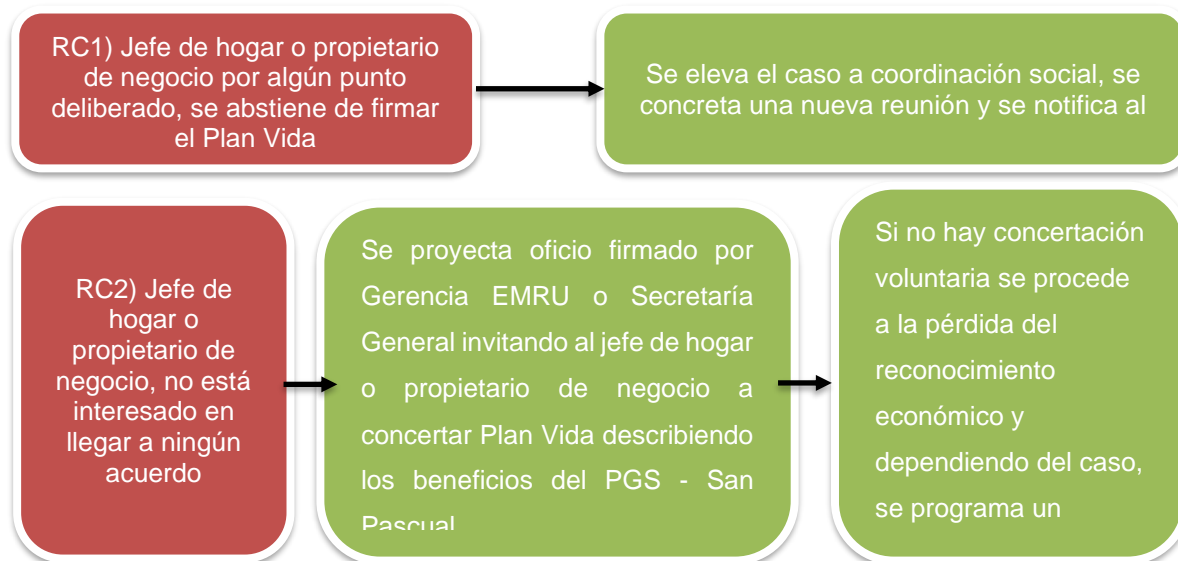 RC1) Jefe de hogar o propietario
de negocio por algún punto
deliberado, se abstiene de firmar
el Plan Vida
Se eleva el caso a coordinación social, se
concreta una nueva reunión y se notifica al
RC2) Jefe de
hogar o
propietario de
negocio, no está
interesado en
llegar a ningún
acuerdo
Se proyecta oficio firmado por
Gerencia EMRU o Secretaría
General invitando al jefe de hogar
o propietario de negocio a
concertar Plan Vida describiendo
los beneficios del PGS - San
Pascual
Si no hay concertación
voluntaria se procede
a la pérdida del
reconocimiento
económico y
dependiendo del caso,
se programa un